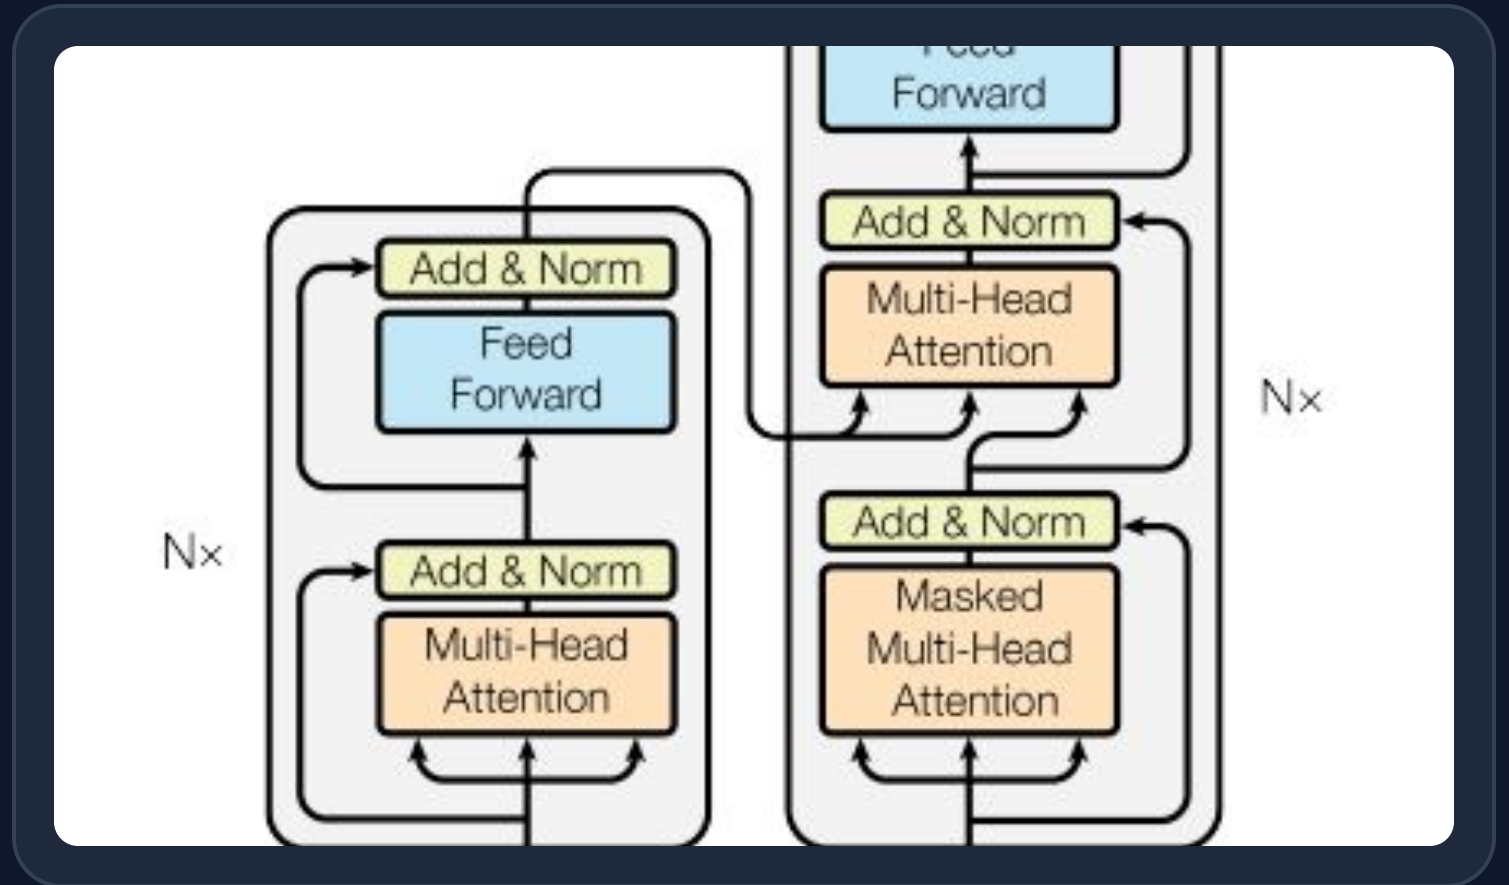 Nx
Add & Norm
Feed
Forward
Add & Norm
Multi-Head
Attention
Feed
Forward
Add & Norm
Multi-Head
Attention
Add & Norm
Masked
Multi-Head
Attention
Nx